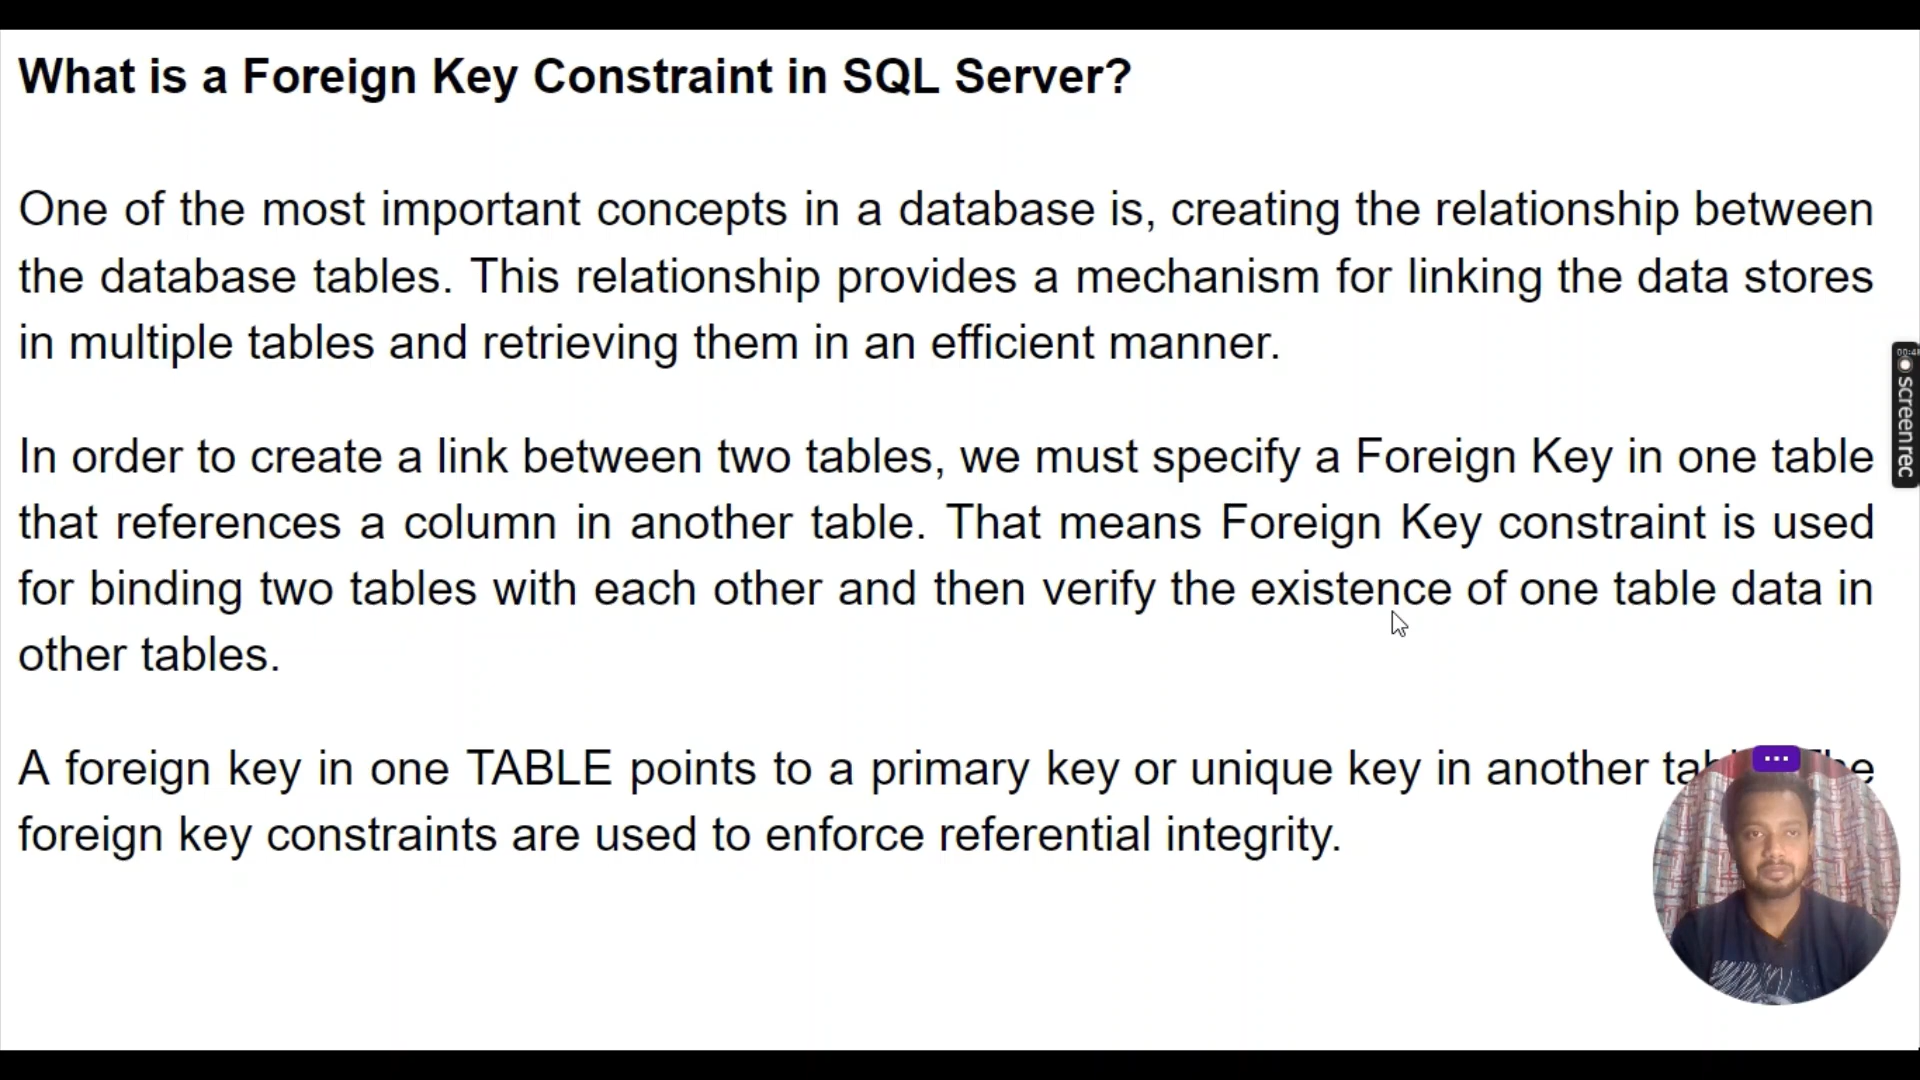 What is a Foreign Key Constraint in SQL Server?
One of the most important concepts in a database is, creating the relationship between
the database tables. This relationship provides a mechanism for linking the data stores
in multiple tables and retrieving them in an efficient manner.
In order to create a link between two tables, we must specify a Foreign Key in one table
that references a column in another table. That means Foreign Key constraint is used
for binding two tables with each other and then verify the existence of one table data in
other tables.
A foreign key in one TABLE points to a primary key or unique key in another
foreign key constraints are used to enforce referential integrity.
screenrec